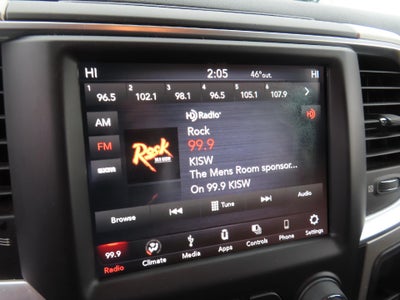 HI 2:05 46° out. HI
1 96.5 2 102.1 3 98.1 4 96.5 5 105.1 6 107.9
AM
HD Radio
HD
Rock
FM
99.9
Rock
KISW
The Mens Room sponsor...
On 99.9 KISW
Browse Tune Audio
99.9
Radio Climate Media Apps Controls Phone Settings